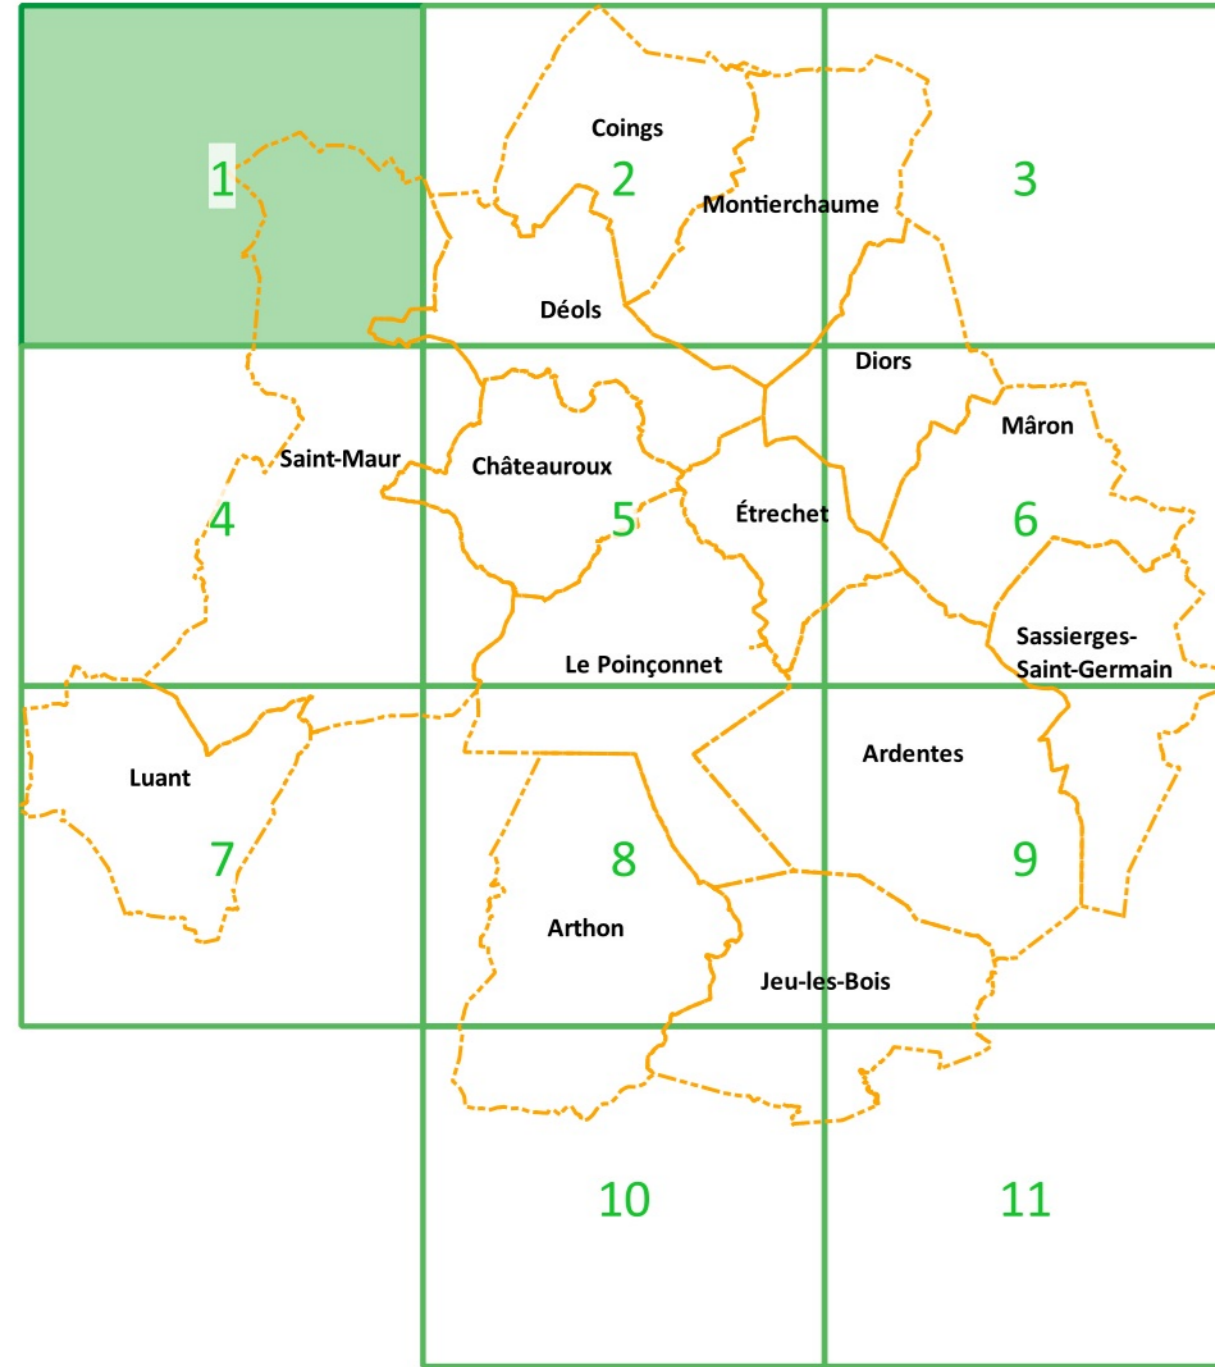 Coings
1
2
3
Montierchaume
Déols
Diors
Mâron
Saint-Maur
Châteauroux
4
5
Étrechet
6
Sassierges-
Saint-Germain
Le Poinçonnet
Ardentes
Luant
7
8
9
Arthon
Jeu-les-Bois
10
11